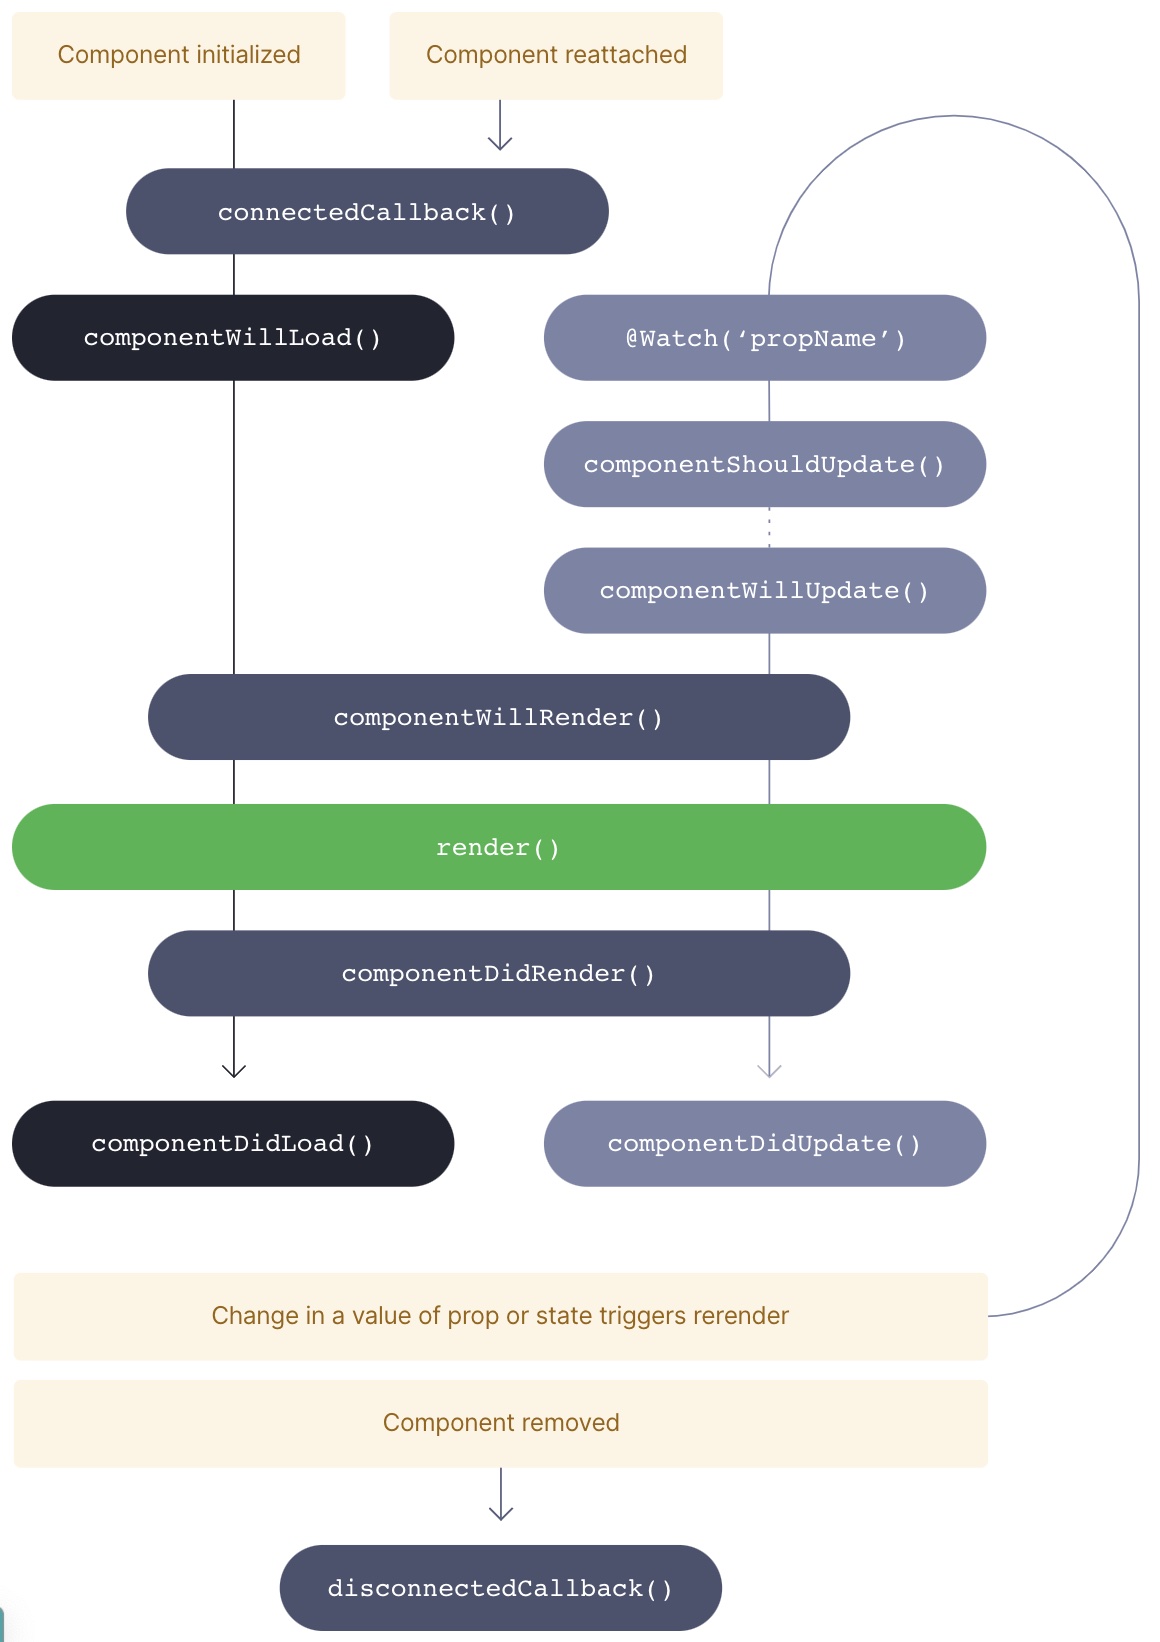 Component initialized
Component reattached
connectedCallback()
componentWillLoad()
@Watch(‘propName’)
componentShouldUpdate()
componentWillUpdate()
componentWillRender()
render()
componentDidRender()
componentDidLoad()
componentDidUpdate()
Change in a value of prop or state triggers rerender
Component removed
disconnectedCallback()